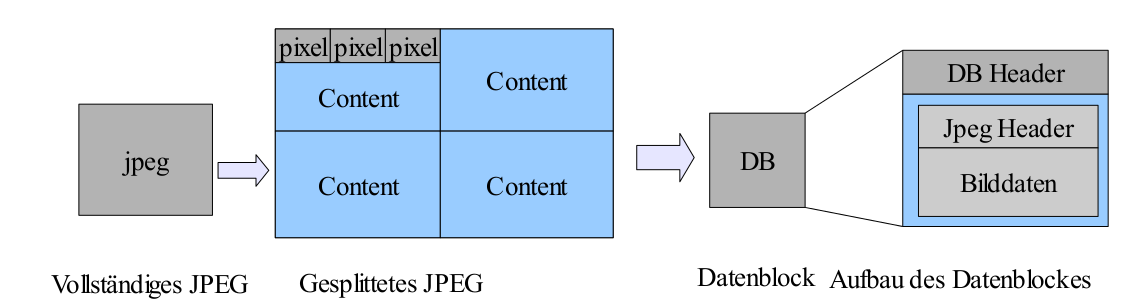 jpeg
pixel pixel pixel
Content
Content
Content
Content
DB
DB Header
Jpeg Header
Bilddaten
Vollständiges JPEG
Gesplittetes JPEG
Datenblock
Aufbau des Datenblockes